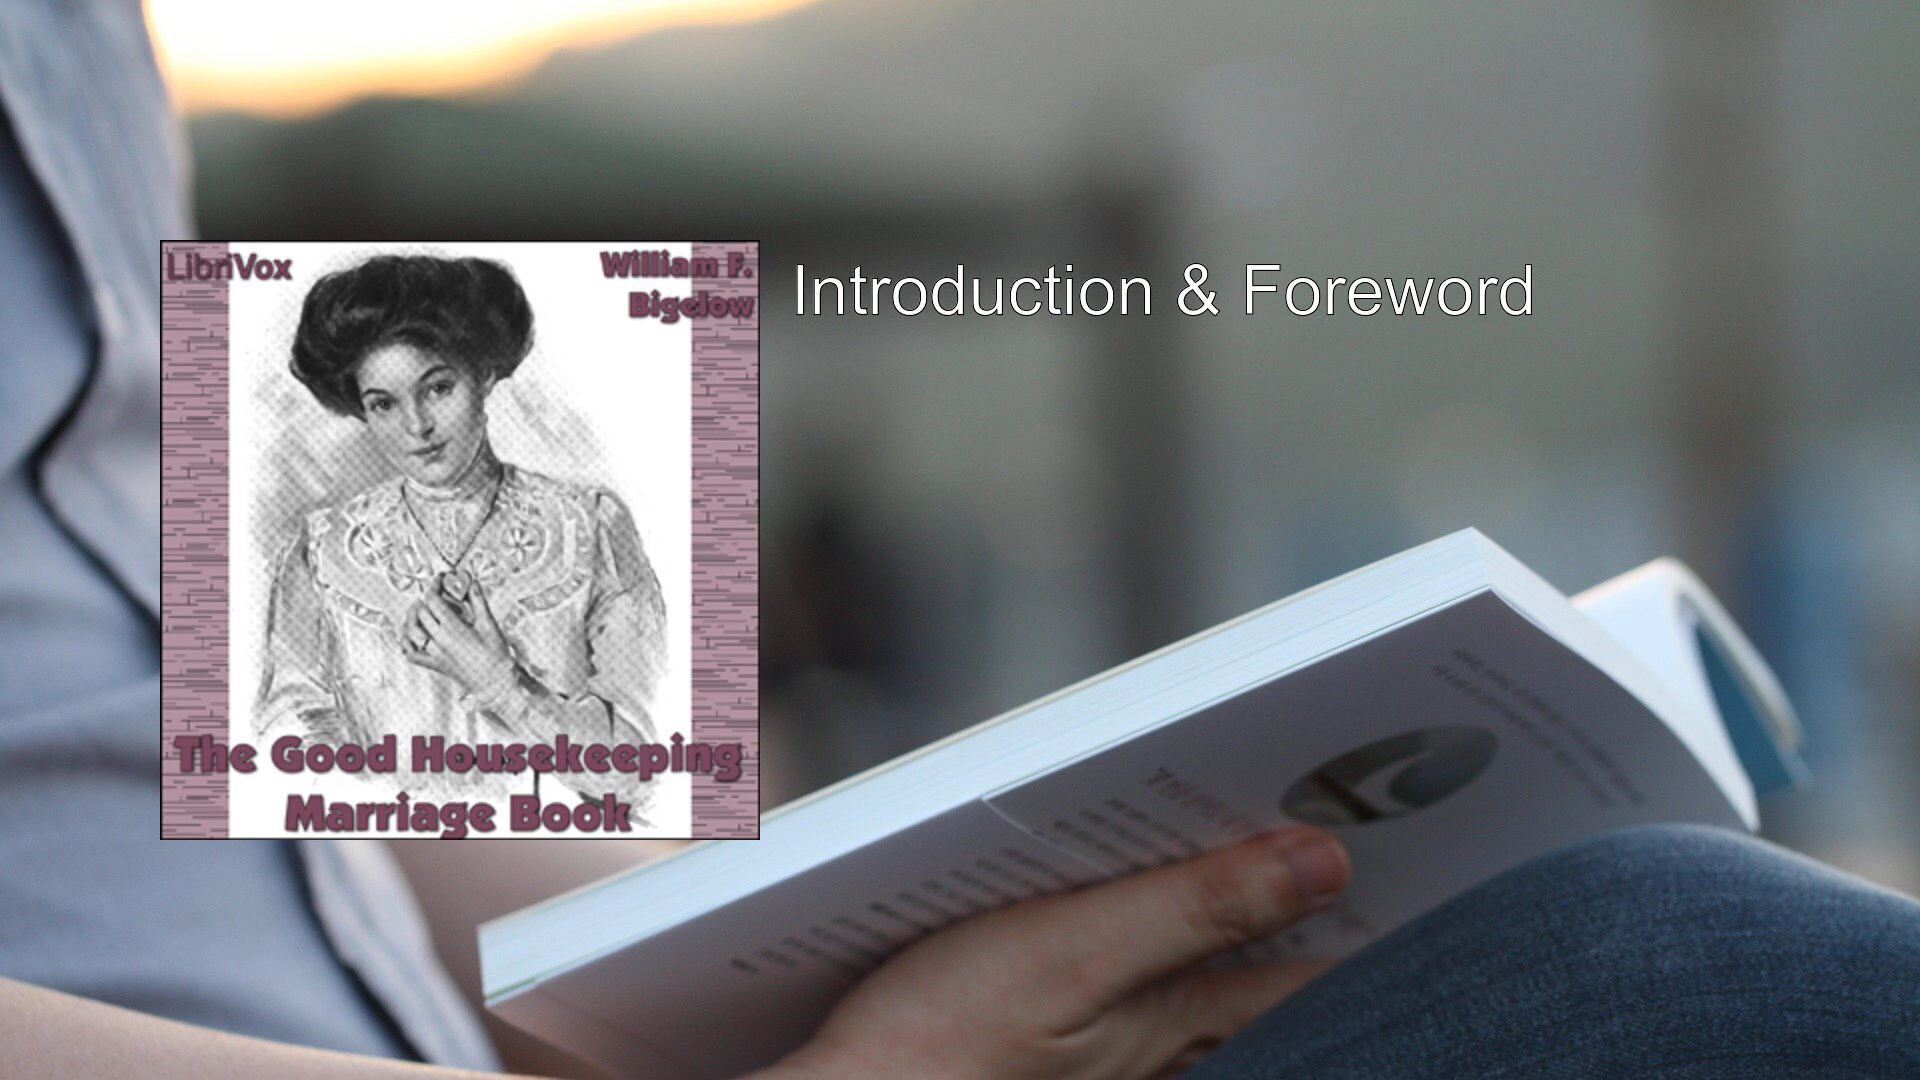 LibriVox
William F.
Bigelow
Introduction & Foreword
The Good Housekeeping
Marriage Book